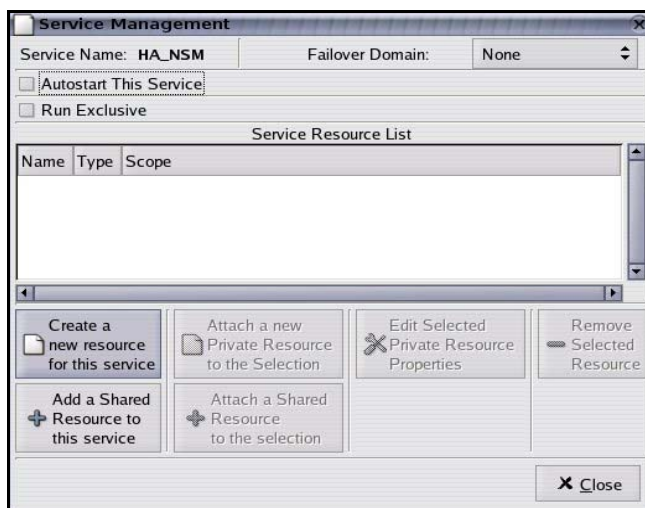 Service Management
Service Name: HA_NSM Failover Domain: None
Autostart This Service
Run Exclusive
Service Resource List
Name Type Scope
Create a
new resource
for this service
Attach a new
Private Resource
to the Selection
Edit Selected
Private Resource
Properties
Remove
Selected
Resource
Add a Shared
Resource to
this service
Attach a Shared
Resource
to the selection
Close